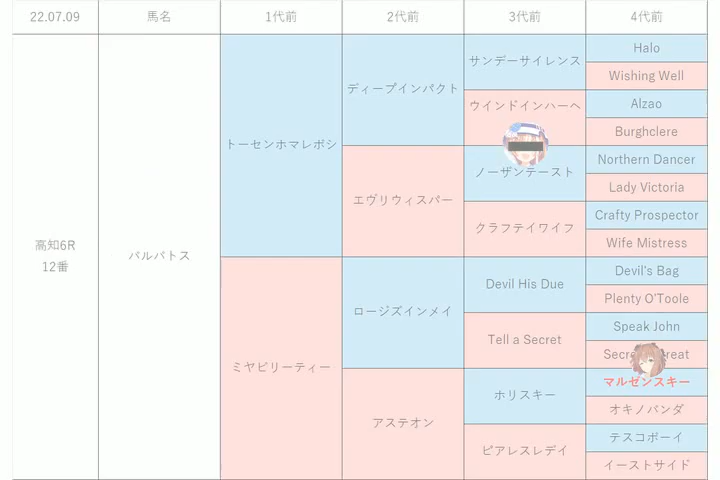 22.07.09 馬名 1代前 2代前 3代前 4代前
高知6R
12番
バルバトス
トーセンホマレボシ
ミヤビリーティー
ディープインパクト
エヴリウィスパー
ロージズインメイ
アステオン
サンデーサイレンス
ウインドインハーヘ
ノーザンテースト
クラフテイワイフ
Devil His Due
Tell a Secret
ホリスキー
ピアレスレデイ
Halo
Wishing Well
Alzao
Burghclere
Northern Dancer
Lady Victoria
Crafty Prospector
Wife Mistress
Devil's Bag
Plenty O'Toole
Speak John
マルゼンスキー
オキノバンダ
テスコボーイ
イーストサイド